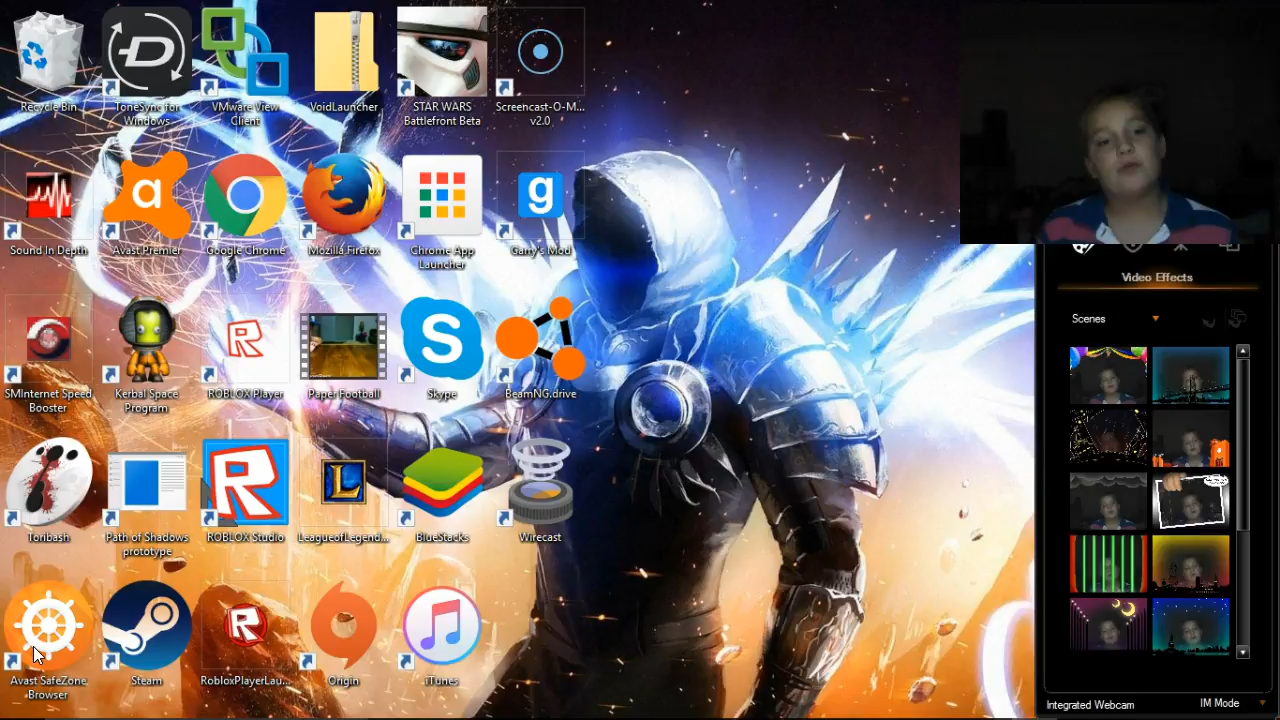 Recycle Bin
ToneSync for
Windows
VMware View
Client
VoidLauncher
STAR WARS
Battlefront Beta
Screencast-O-M...
v2.0
Sound In Depth
Avast Premier
Google Chrome
Mozilla Firefox
Chrome App
Launcher
Garry's Mod
SMInternet Speed
Booster
Kerbal Space
Program
ROBLOX Player
Paper Football
Skype
BeamNG.drive
Toribash
Path of Shadows
prototype
ROBLOX Studio
LeagueofLegend...
BlueStacks
Wirecast
Avast SafeZone
Browser
Steam
RobloxPlayerLau...
Origin
iTunes
Video Effects
Scenes
Integrated Webcam
IM Mode